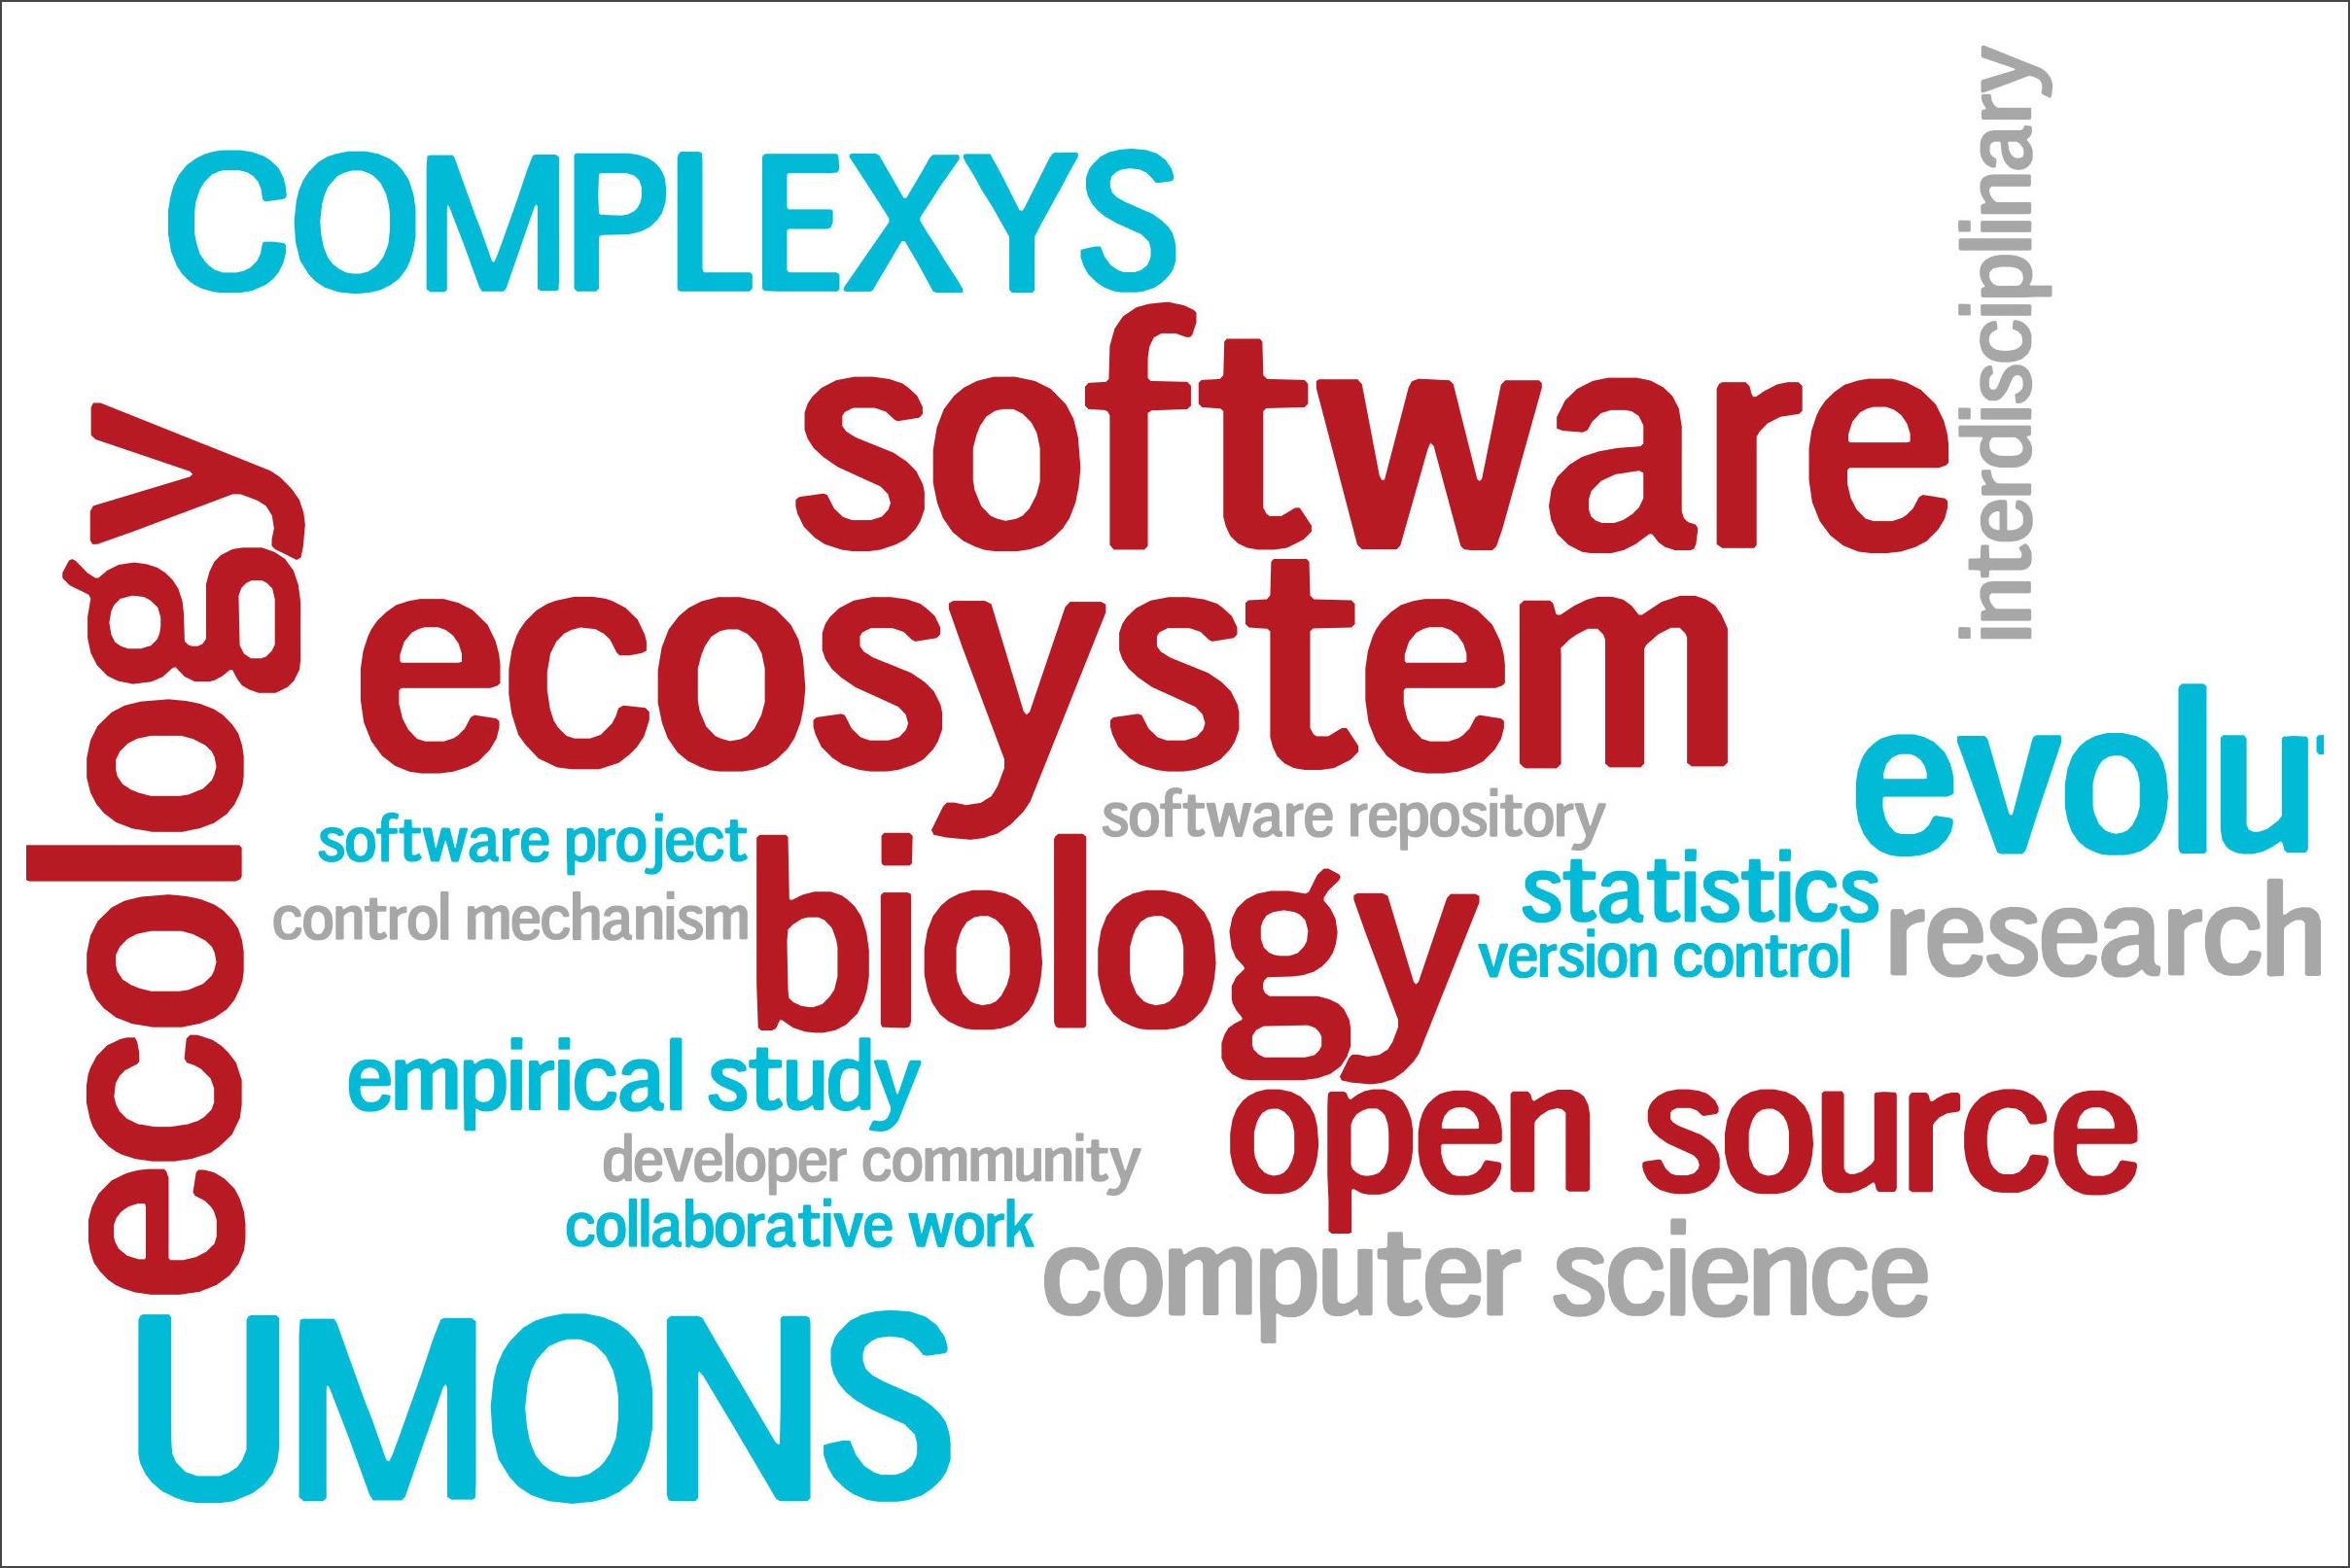 COMPLEXYS
interdisciplinary
software
ecology
ecosystem
evolu
software repository
software project
statistics
control mechanism
biology
research
version control
empirical study
open source
developer community
collaborative work
computer science
UMONS